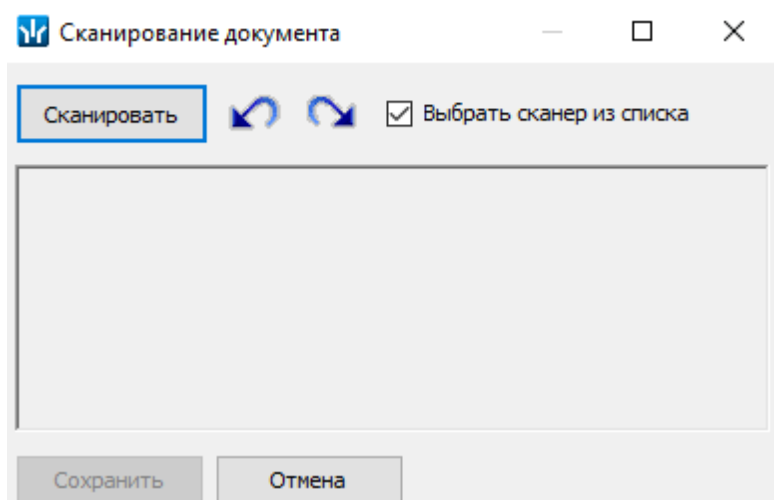 Сканирование документа
Сканировать Выбрать сканер из списка
Сохранить Отмена